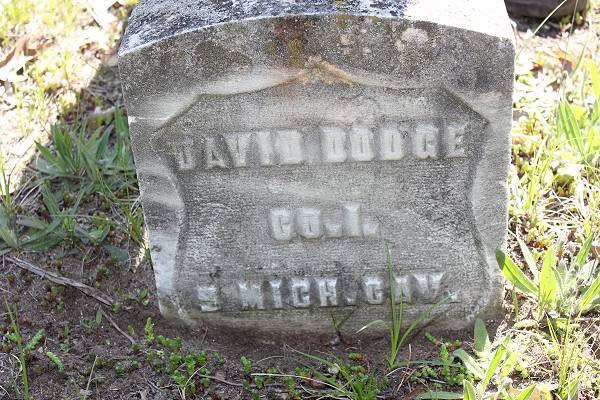 DAVID DODGE
CO. I.
5 MICH. CAV.